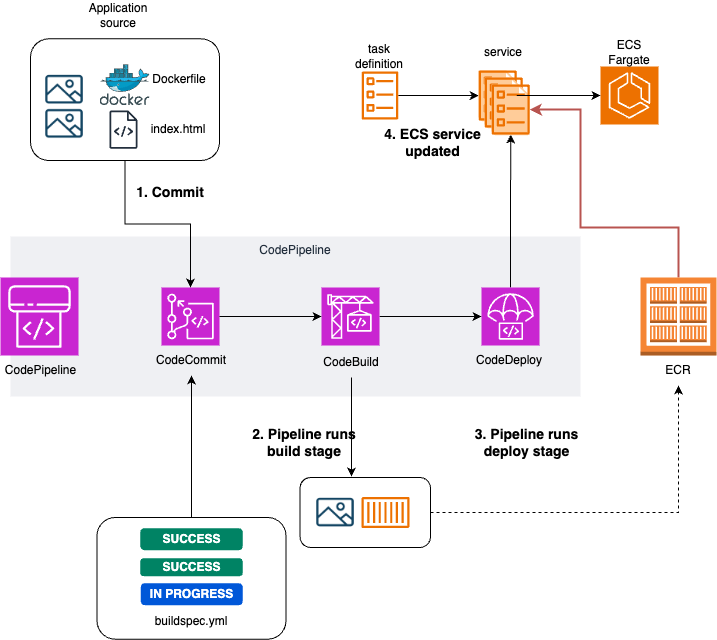 Application
source
Dockerfile
docker
index.html
task
definition
service
ECS
Fargate
4. ECS service
updated
1. Commit
CodePipeline
CodePipeline
CodeCommit
CodeBuild
CodeDeploy
ECR
2. Pipeline runs
build stage
3. Pipeline runs
deploy stage
SUCCESS
SUCCESS
IN PROGRESS
buildspec.yml